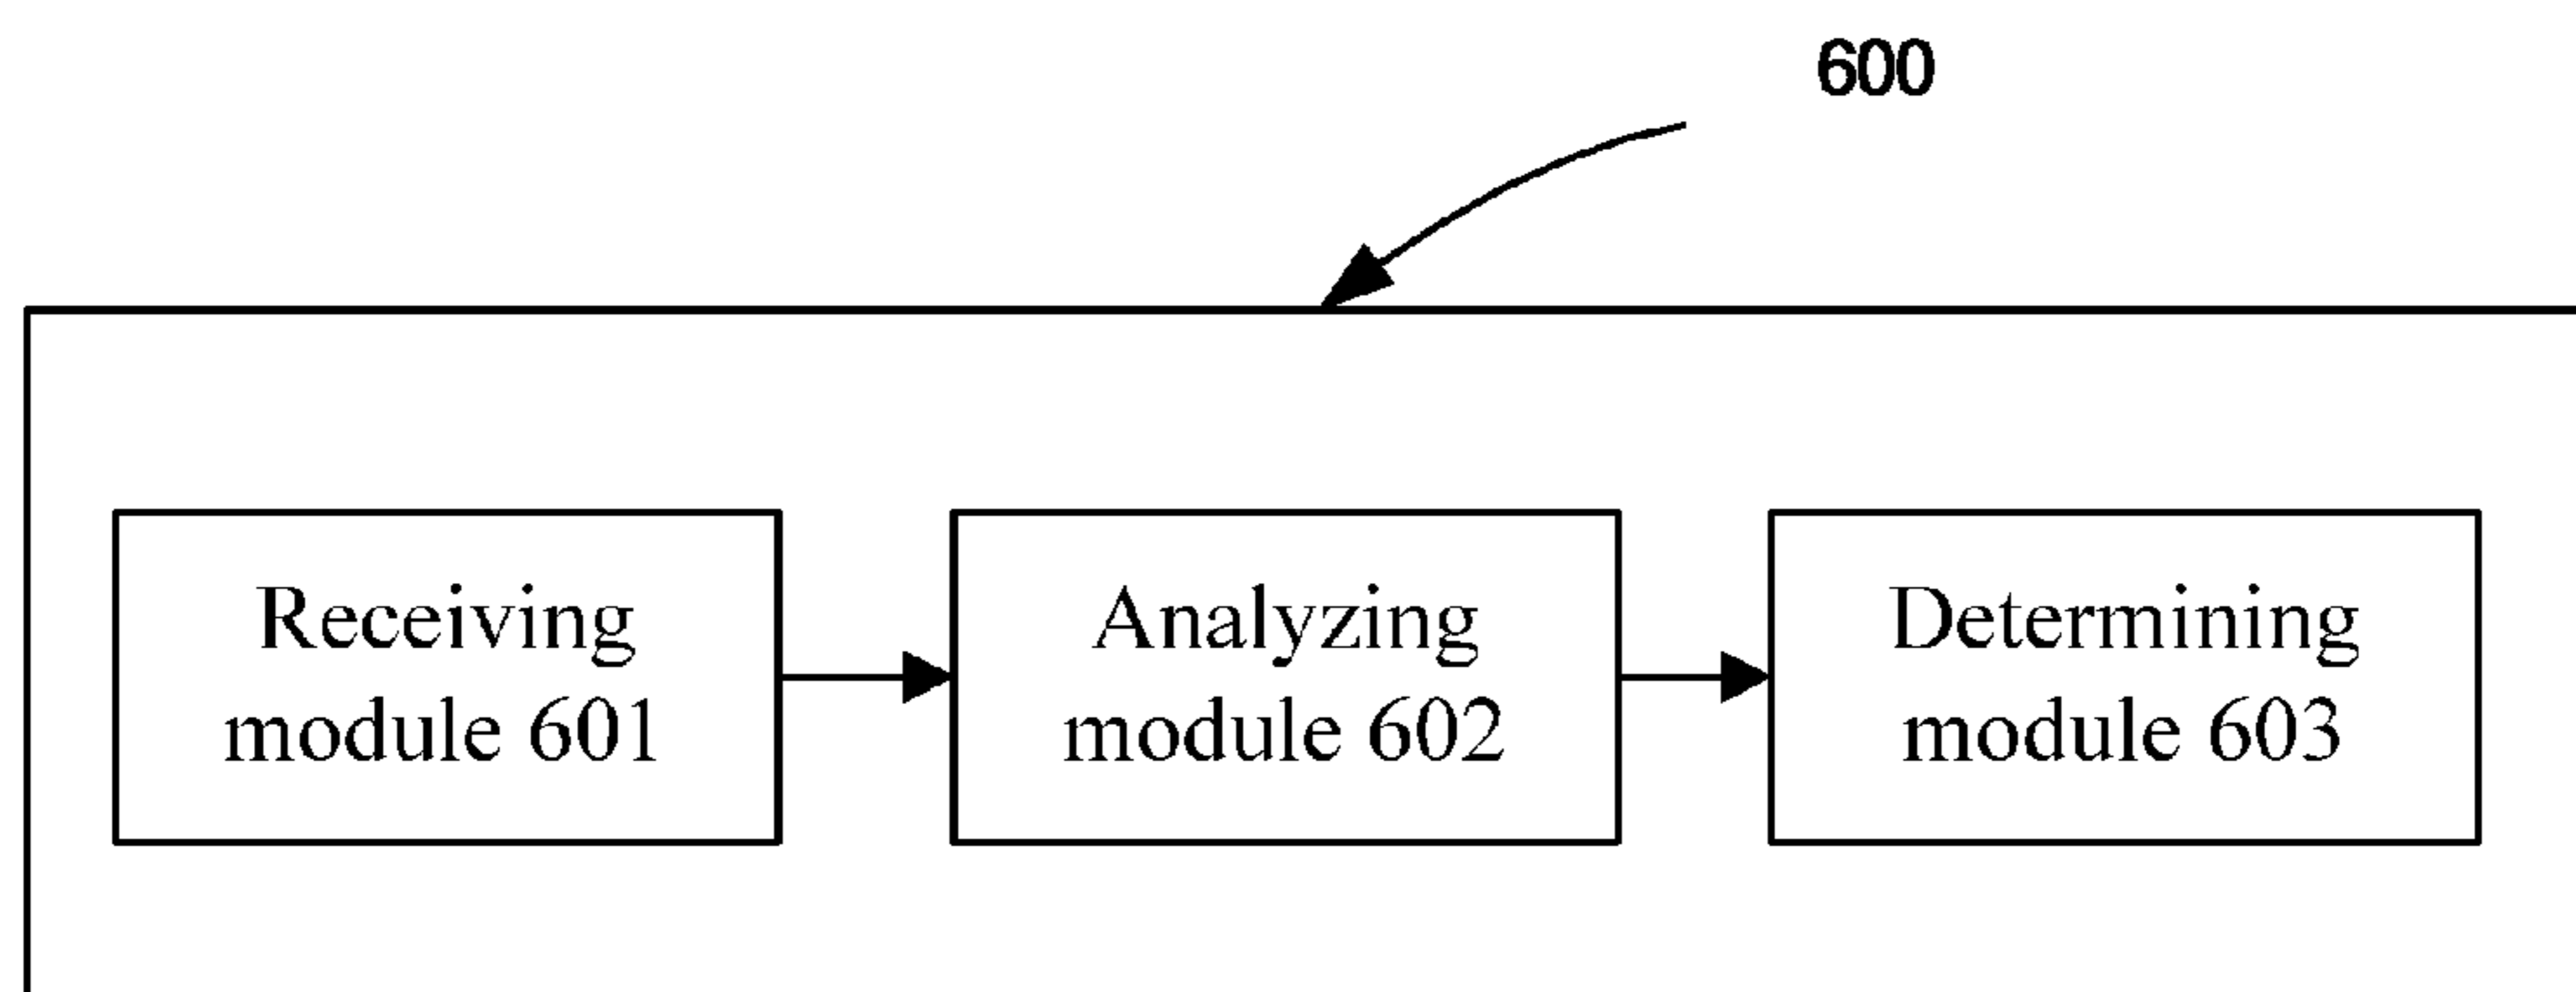 600
Receiving
module 601
Analyzing
module 602
Determining
module 603